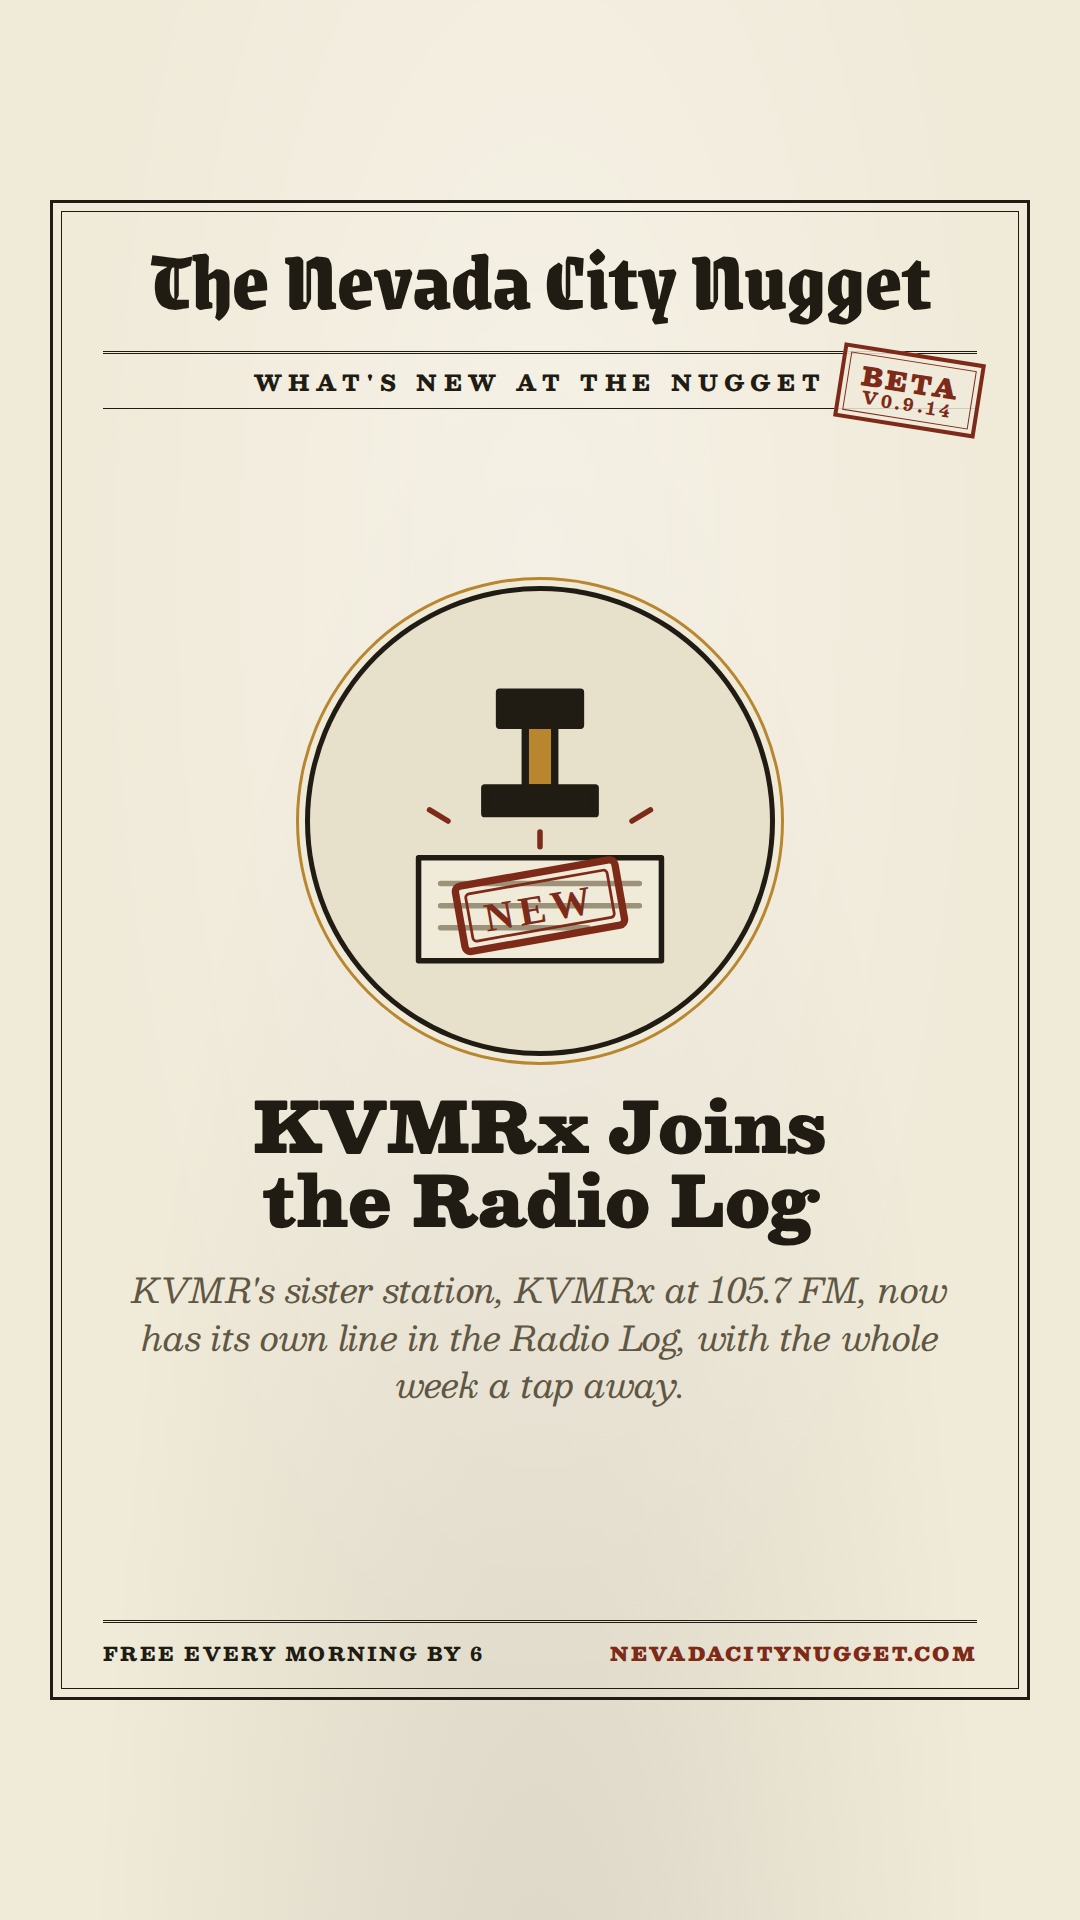 The Nevada City Nugget
WHAT'S NEW AT THE NUGGET
BETA
V0.9.14
NEW
KVMRx Joins
the Radio Log
KVMR's sister station, KVMRx at 105.7 FM, now
has its own line in the Radio Log, with the whole
week a tap away.
FREE EVERY MORNING BY 6
NEVADACITYNUGGET.COM